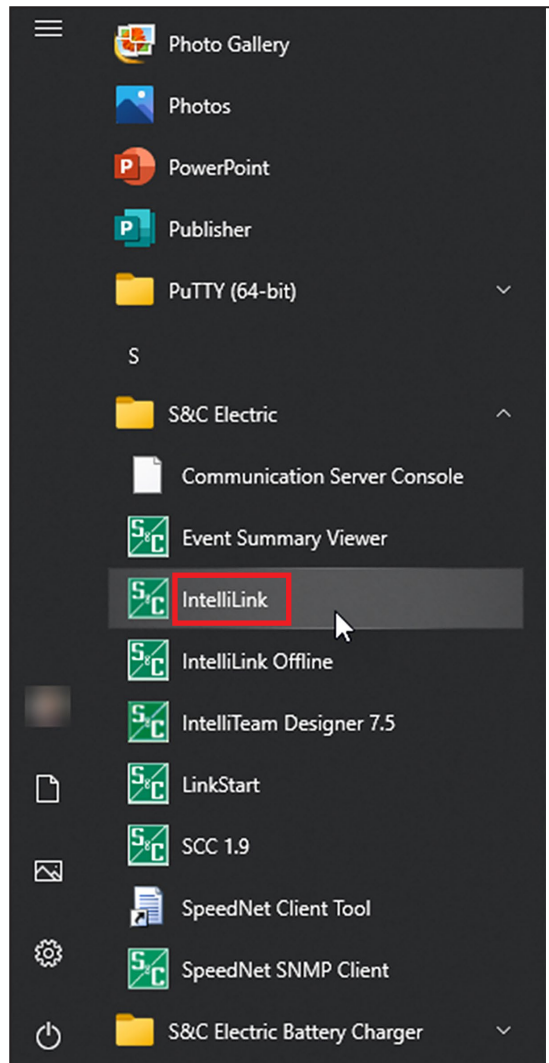 Photo Gallery
Photos
PowerPoint
Publisher
PuTTY (64-bit)
S
S&C Electric
Communication Server Console
Event Summary Viewer
IntelliLink
IntelliLink Offline
IntelliTeam Designer 7.5
LinkStart
SCC 1.9
SpeedNet Client Tool
SpeedNet SNMP Client
S&C Electric Battery Charger